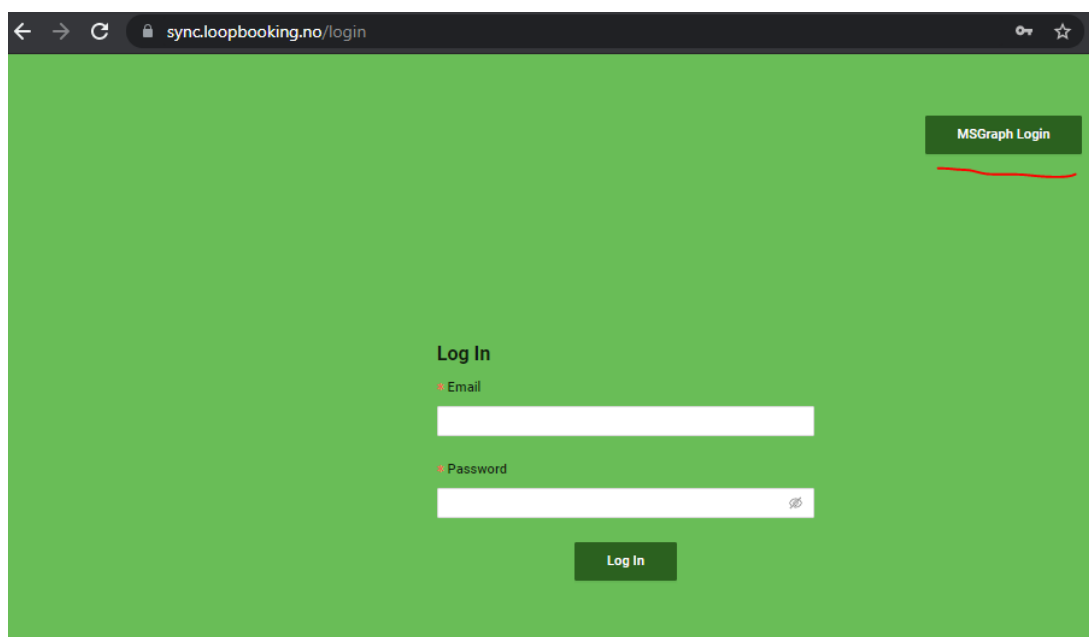 sync.loopbooking.no/login
MSGraph Login
Log In
* Email
* Password
Log In